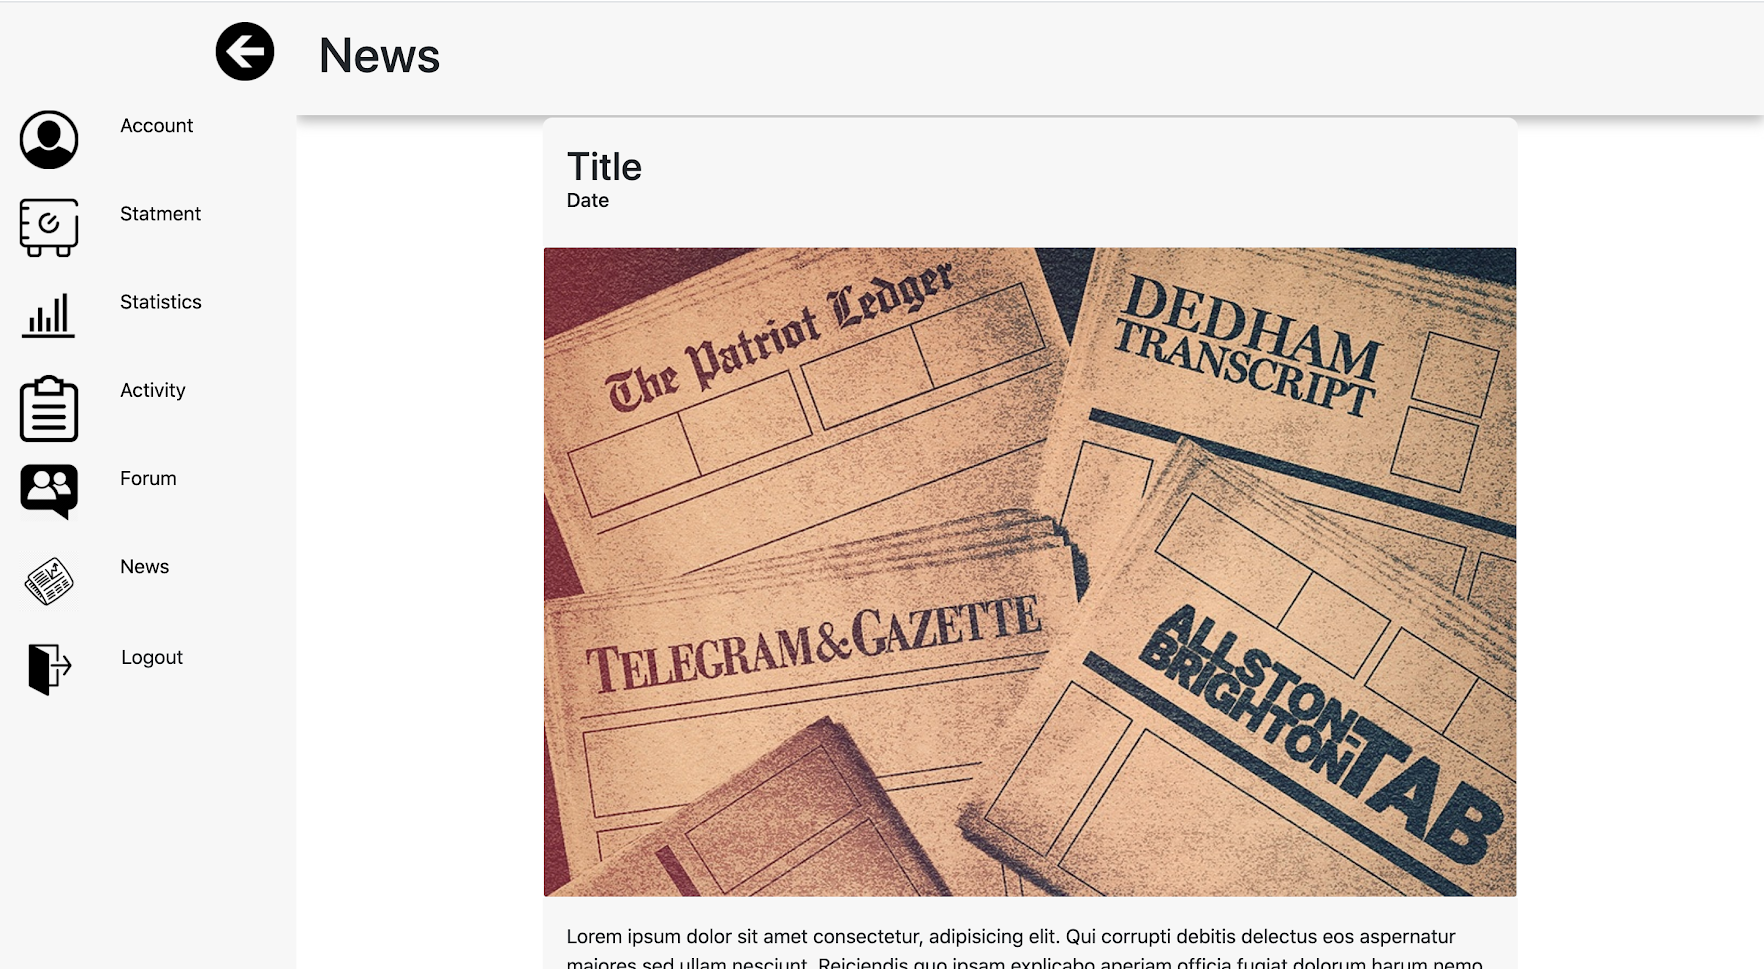 News
Account
Statment
Statistics
Activity
Forum
News
Logout
Title
Date
The Patriot Ledger
DEDHAM
TRANSCRIPT
TELEGRAM&GAZETTE
ALLSTON-
BRIGHTON
TAB
Lorem ipsum dolor sit amet consectetur, adipisicing elit. Qui corrupti debitis delectus eos aspernatur
maiores sed ullam nesciunt. Reiciendis quo ipsam explicabo aperiam officia fugiat dolorum harum nemo